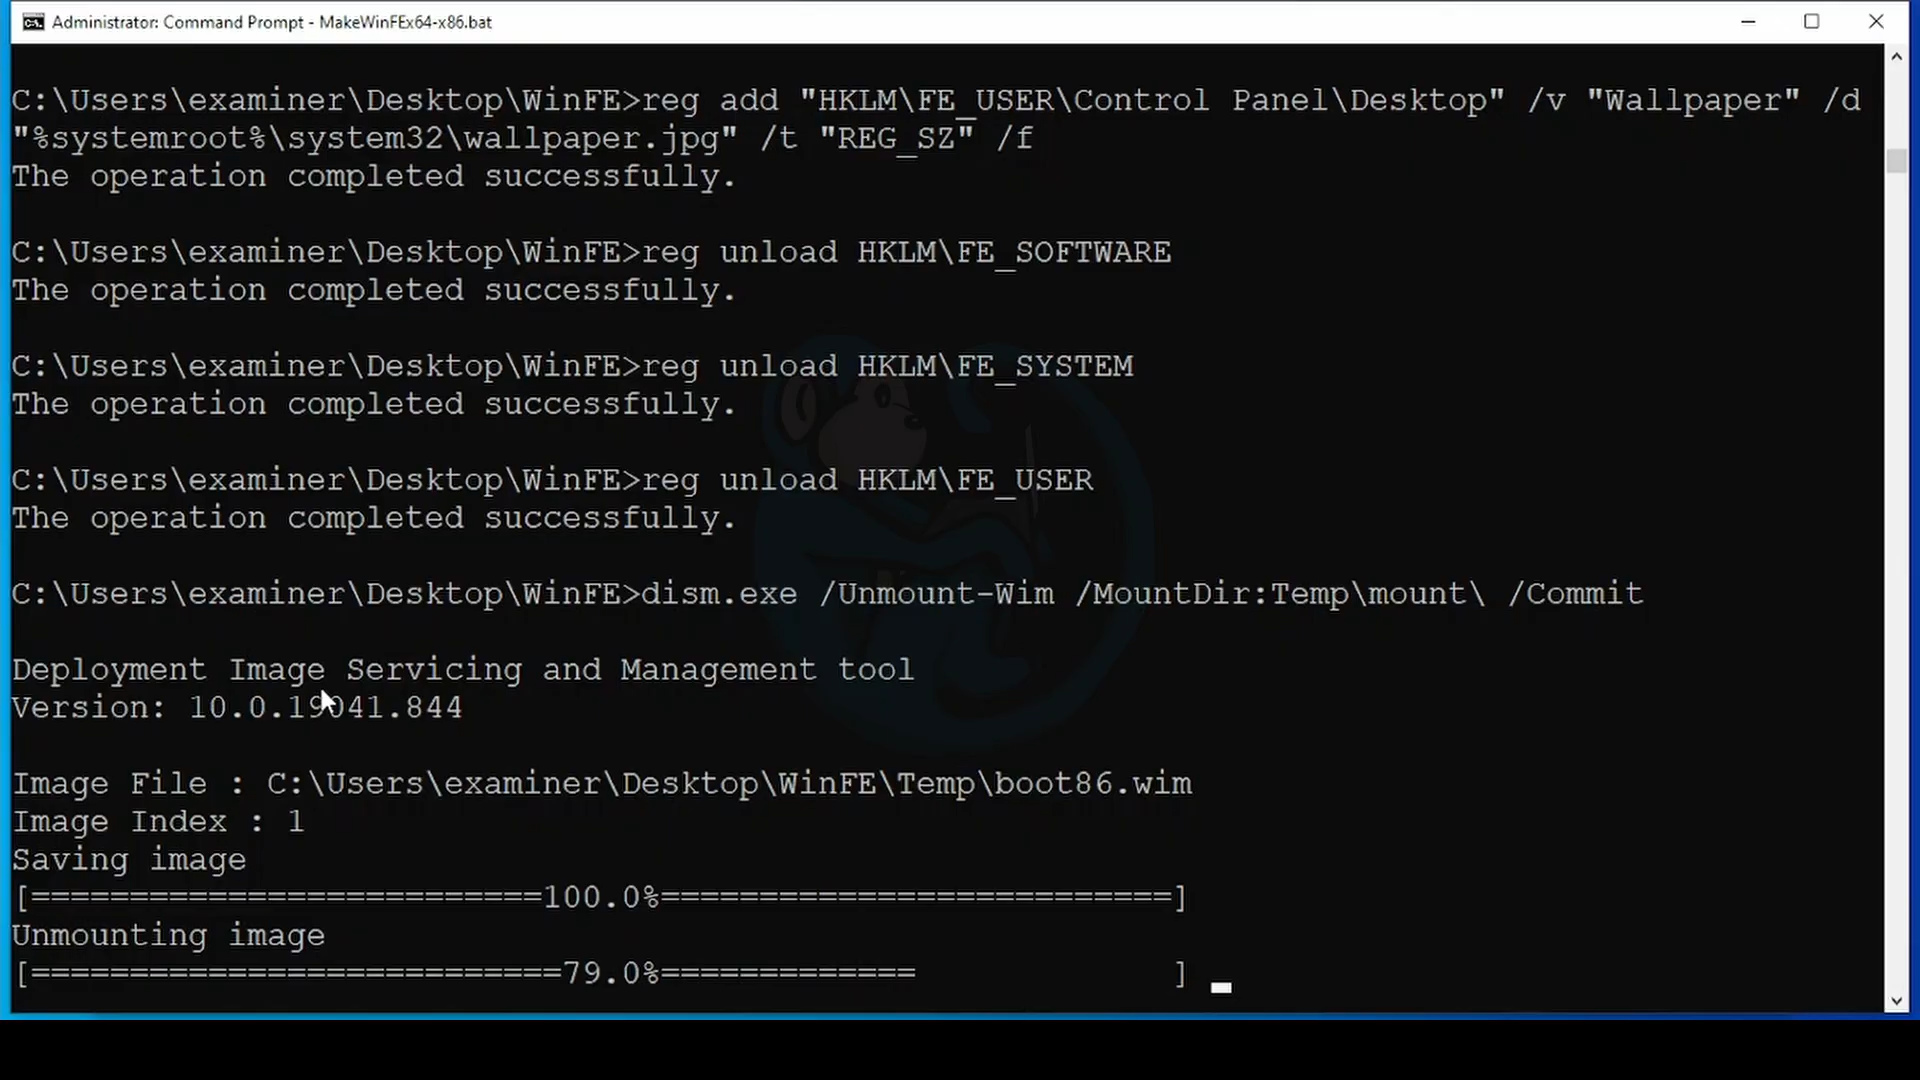 Administrator: Command Prompt - MakeWinFEx64-x86.bat
C:\Users\examiner\Desktop\WinFE>reg add "HKLM\FE_USER\Control Panel\Desktop" /v "Wallpaper" /d
"%systemroot%\system32\wallpaper.jpg" /t "REG_SZ" /f
The operation completed successfully.
C:\Users\examiner\Desktop\WinFE>reg unload HKLM\FE_SOFTWARE
The operation completed successfully.
C:\Users\examiner\Desktop\WinFE>reg unload HKLM\FE_SYSTEM
The operation completed successfully.
C:\Users\examiner\Desktop\WinFE>reg unload HKLM\FE_USER
The operation completed successfully.
C:\Users\examiner\Desktop\WinFE>dism.exe /Unmount-Wim /MountDir:Temp\mount\ /Commit
Deployment Image Servicing and Management tool
Version: 10.0.19041.844
Image File : C:\Users\examiner\Desktop\WinFE\Temp\boot86.wim
Image Index : 1
Saving image
[==========================100.0%==========================]
Unmounting image
[===========================79.0%=============             ]